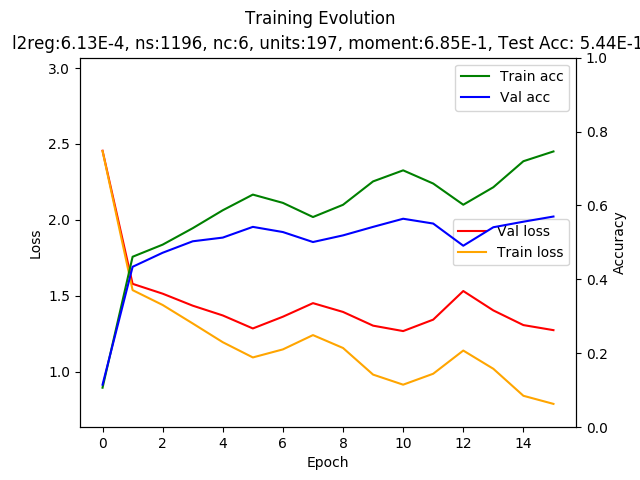 Training Evolution
l2reg:6.13E-4, ns:1196, nc:6, units:197, moment:6.85E-1, Test Acc: 5.44E-1
Train acc
Val acc
Val loss
Train loss
Loss
3.0
2.5
2.0
1.5
1.0
Accuracy
1.0
0.8
0.6
0.4
0.2
0.0
0 2 4 6 8 10 12 14
Epoch